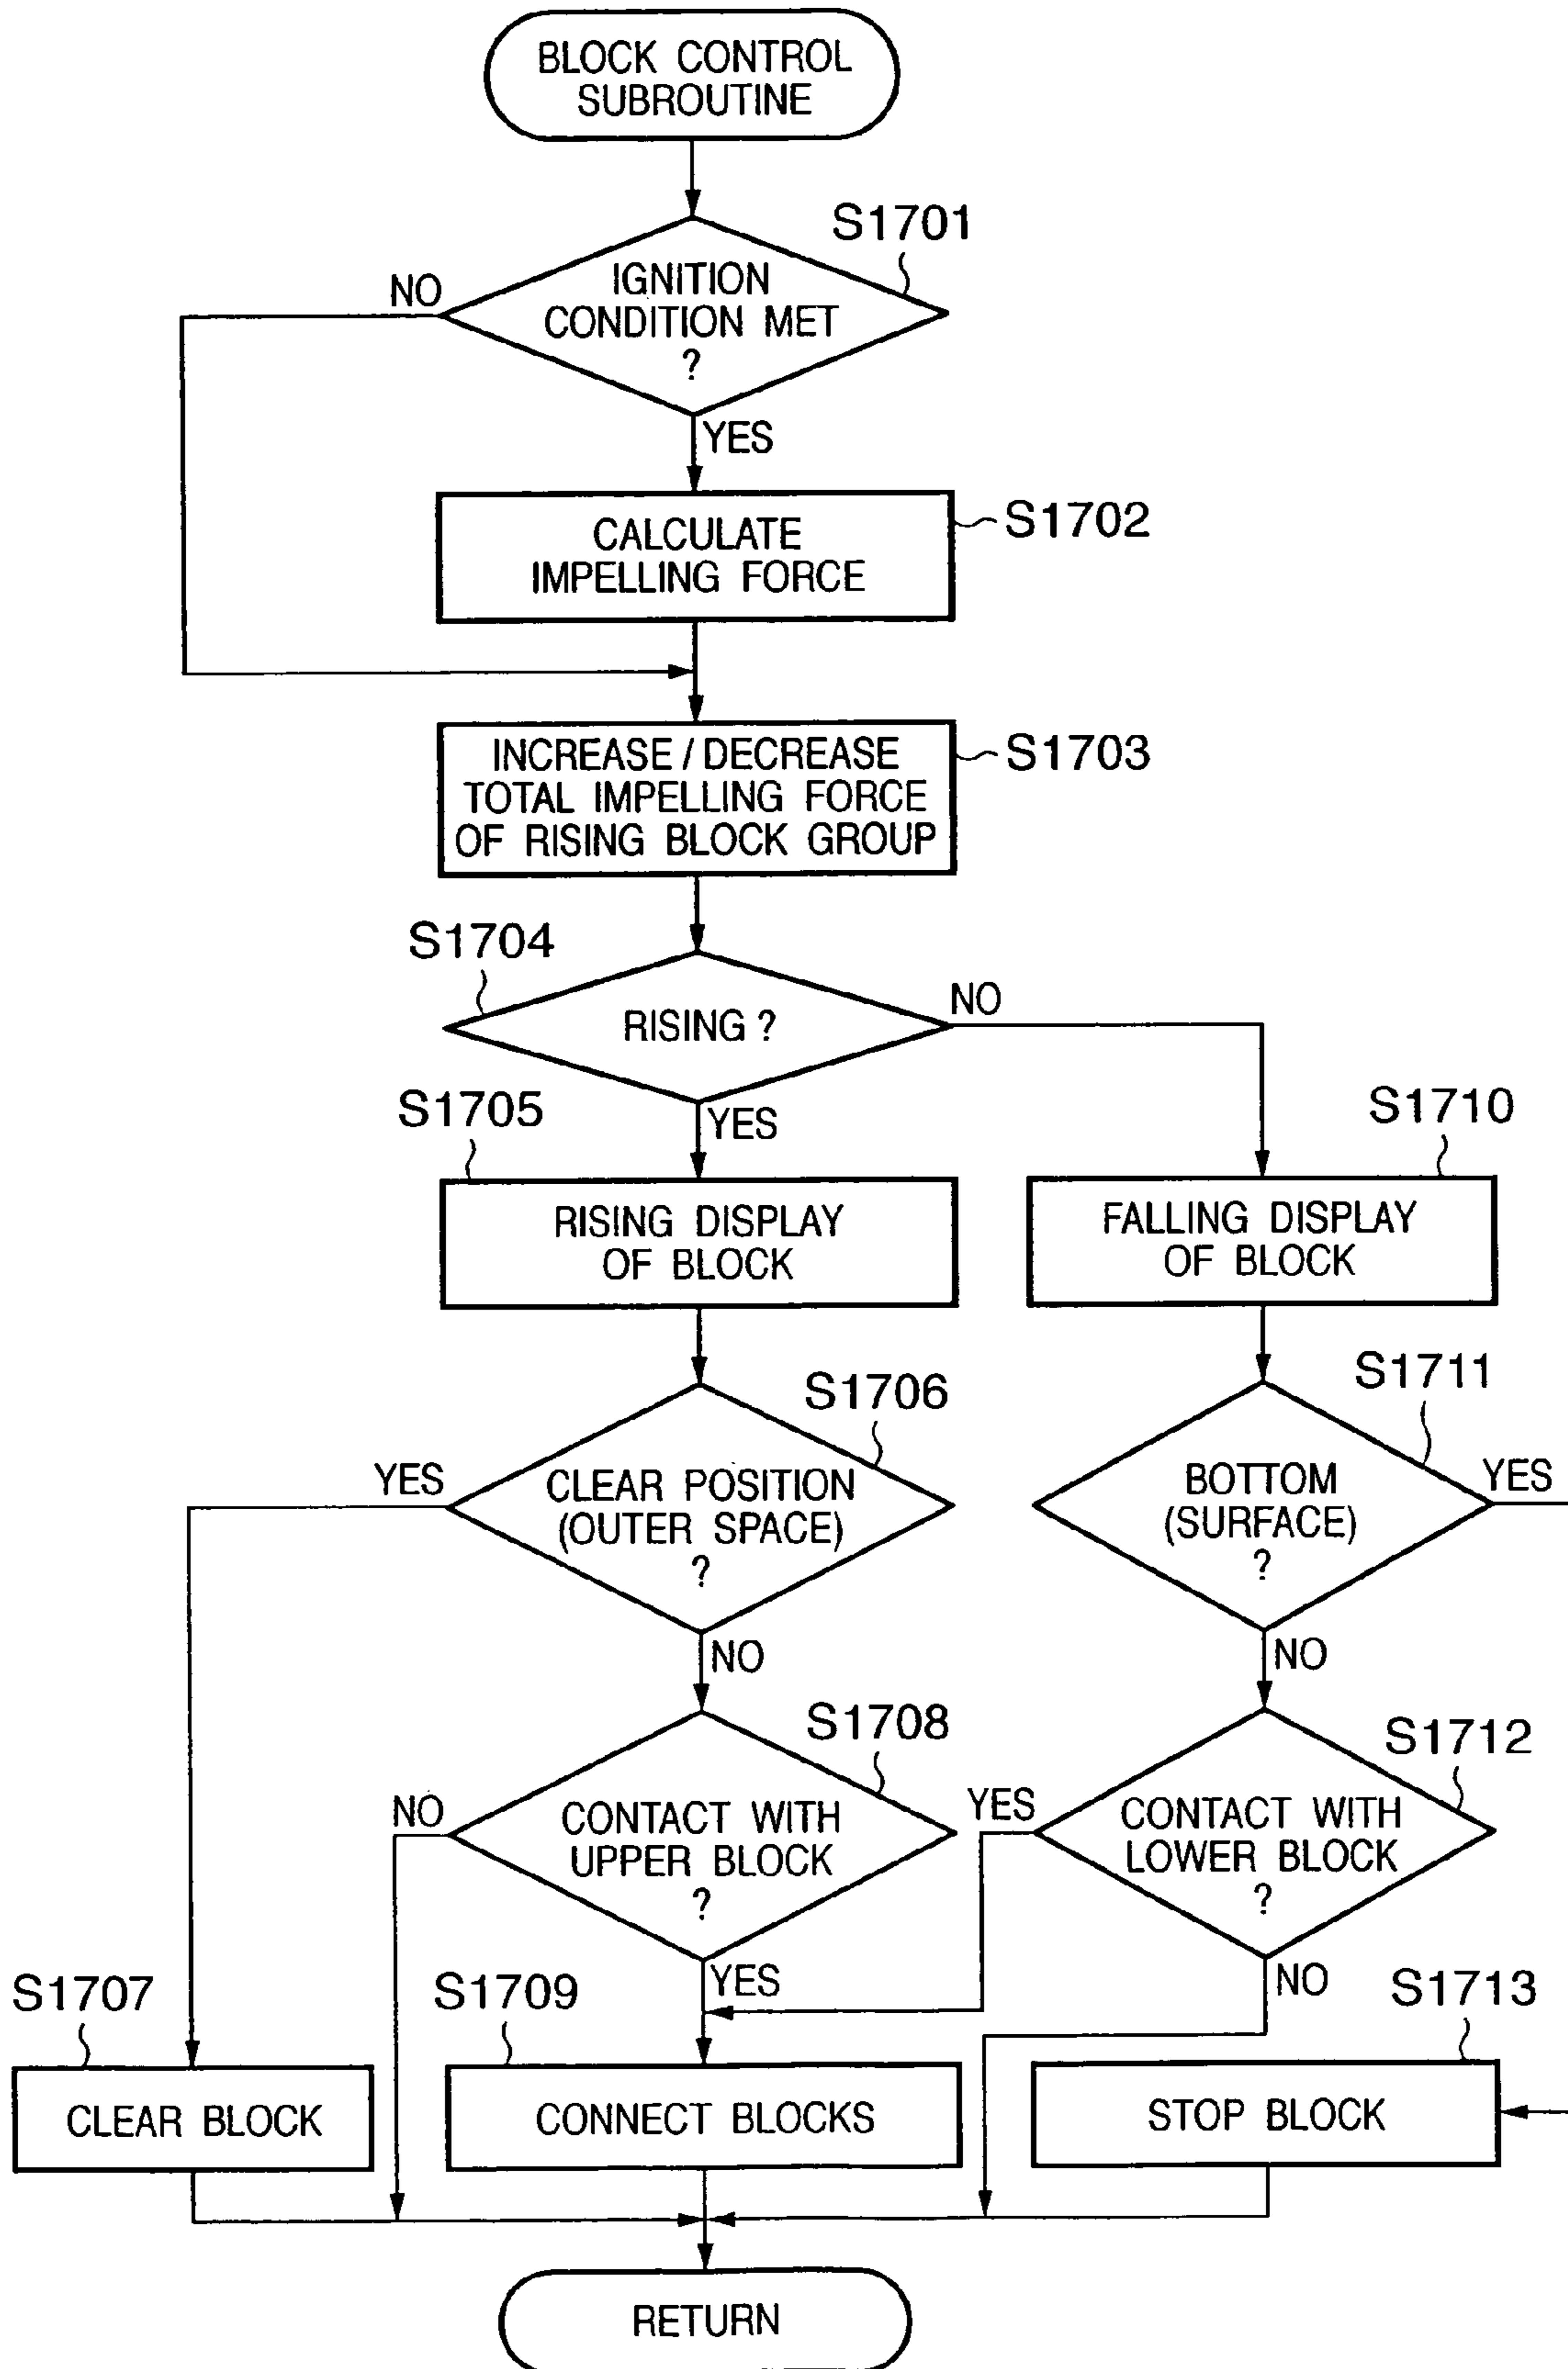 BLOCK CONTROL
SUBROUTINE
S1701
IGNITION
CONDITION MET
?
NO
YES
CALCULATE
IMPELLING FORCE
S1702
INCREASE / DECREASE
TOTAL IMPELLING FORCE
OF RISING BLOCK GROUP
S1703
S1704
RISING ?
NO
YES
S1705
RISING DISPLAY
OF BLOCK
S1710
FALLING DISPLAY
OF BLOCK
S1706
YES
CLEAR POSITION
(OUTER SPACE)
?
NO
S1711
BOTTOM
(SURFACE)
?
YES
NO
S1708
NO
CONTACT WITH
UPPER BLOCK
?
YES
S1712
YES
CONTACT WITH
LOWER BLOCK
?
NO
S1707
CLEAR BLOCK
S1709
CONNECT BLOCKS
S1713
STOP BLOCK
RETURN